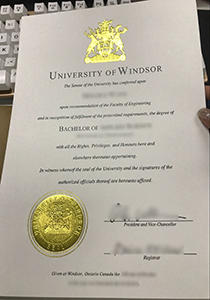 UNIVERSITY OF WINDSOR
The Senate of the University has conferred upon
upon recommendation of the Faculty of Engineering
and in recognition of fulfilment of the prescribed requirements, the degree of
BACHELOR OF
with all the Rights, Privileges and Honours here and
elsewhere thereunto appertaining.
In witness whereof the seal of the University and the signatures of the
authorized officials thereof are hereunto affixed.
President and Vice-Chancellor
Registrar
Given at Windsor, Ontario Canada the